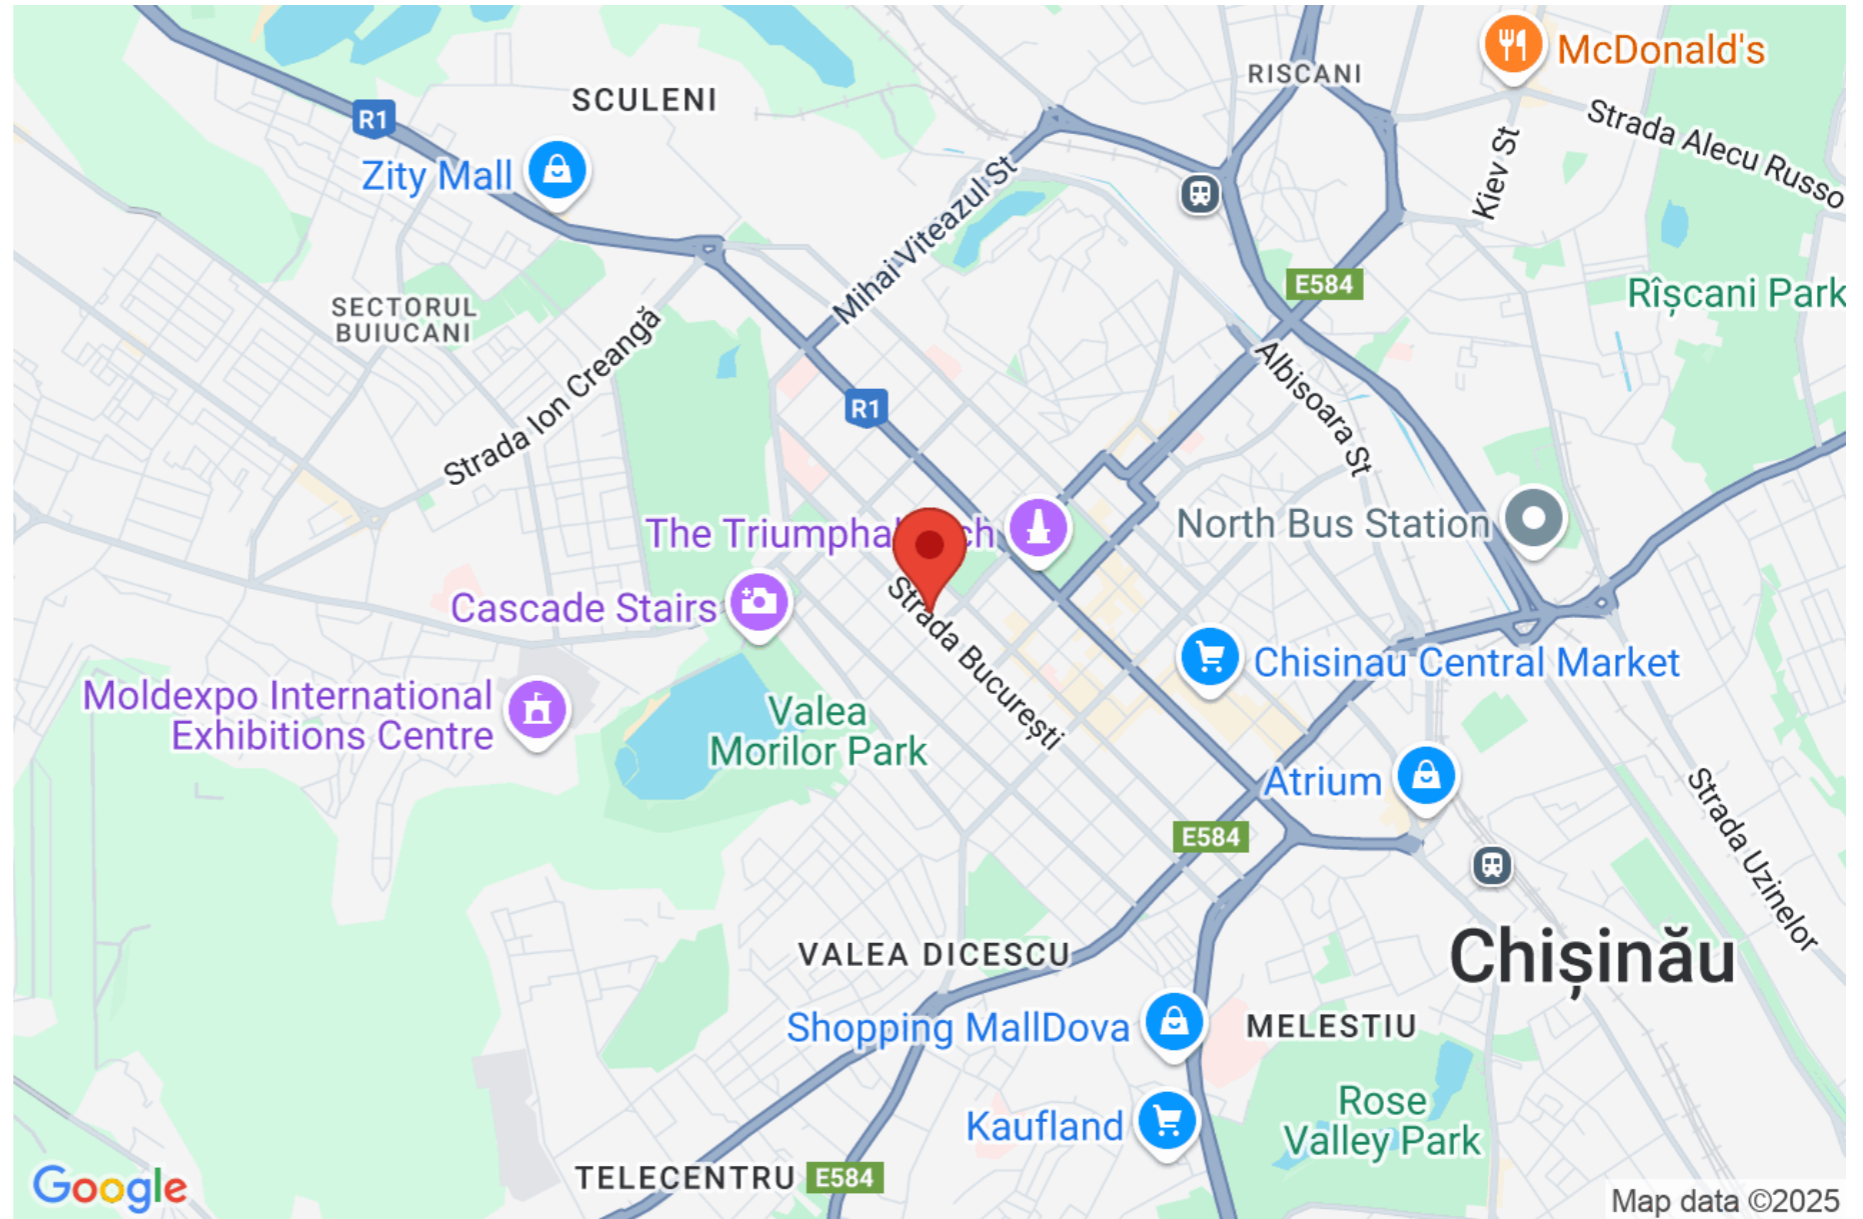 McDonald's
RISCANI
SCULENI
R1
Strada Alecu Russo
Kiev St
Zity Mall
Mihai Viteazul St
E584
Rîșcani Park
SECTORUL
BUIUCANI
Strada Ion Creangă
Albisoara St
R1
The Triumphal
ch
North Bus Station
Strada București
Cascade Stairs
Chisinau Central Market
Moldexpo International
Exhibitions Centre
Valea
Morilor Park
Atrium
Strada Uzinelor
E584
VALEA DICESCU
Chișinău
Shopping MallDova
MELESTIU
Kaufland
Rose
Valley Park
TELECENTRU
E584
Google
Map data ©2025